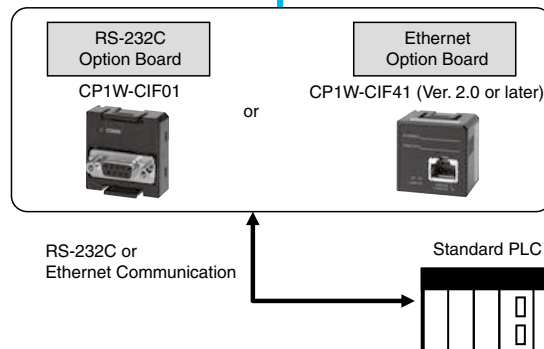 RS-232C
Option Board
CP1W-CIF01
or
Ethernet
Option Board
CP1W-CIF41 (Ver. 2.0 or later)
RS-232C or
Ethernet Communication
Standard PLC